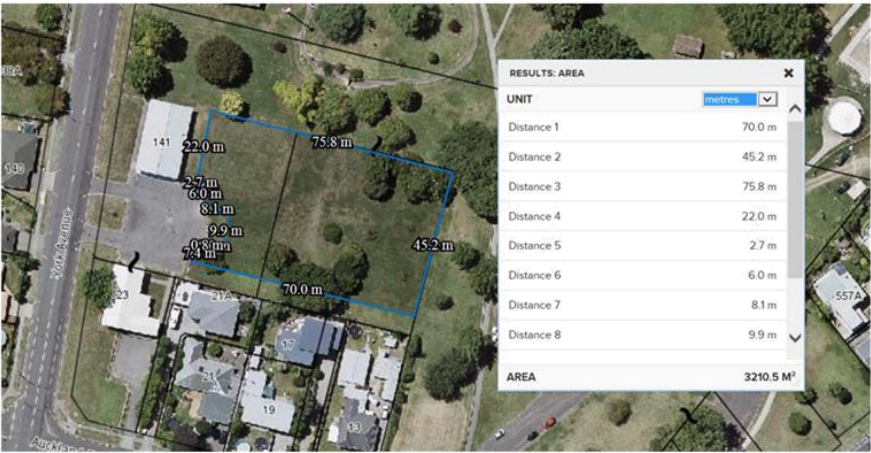 RESULTS: AREA
UNIT
metres
Distance 1 70.0 m
Distance 2 45.2 m
Distance 3 75.8 m
Distance 4 22.0 m
Distance 5 2.7 m
Distance 6 6.0 m
Distance 7 8.1 m
Distance 8 9.9 m
AREA 3210.5 M²
141
22.0 m
75.8 m
140
2.7 m
6.0 m
8.1 m
9.9 m
0.8 m
7.4 m
45.2 m
York Avenue
70.0 m
23
21A
557A
17
21
19
13
Auckland